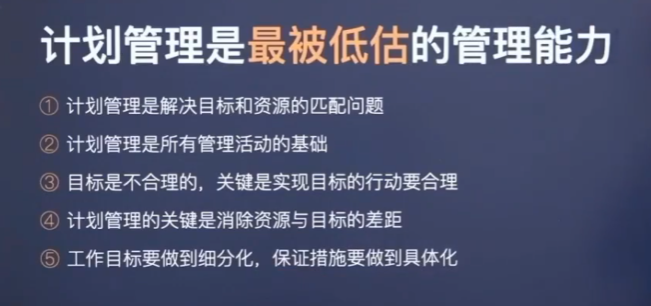 计划管理是最被低估的管理能力
① 计划管理是解决目标和资源的匹配问题
② 计划管理是所有管理活动的基础
③ 目标是不合理的，关键是实现目标的行动要合理
④ 计划管理的关键是消除资源与目标的差距
⑤ 工作目标要做到细分化，保证措施要做到具体化